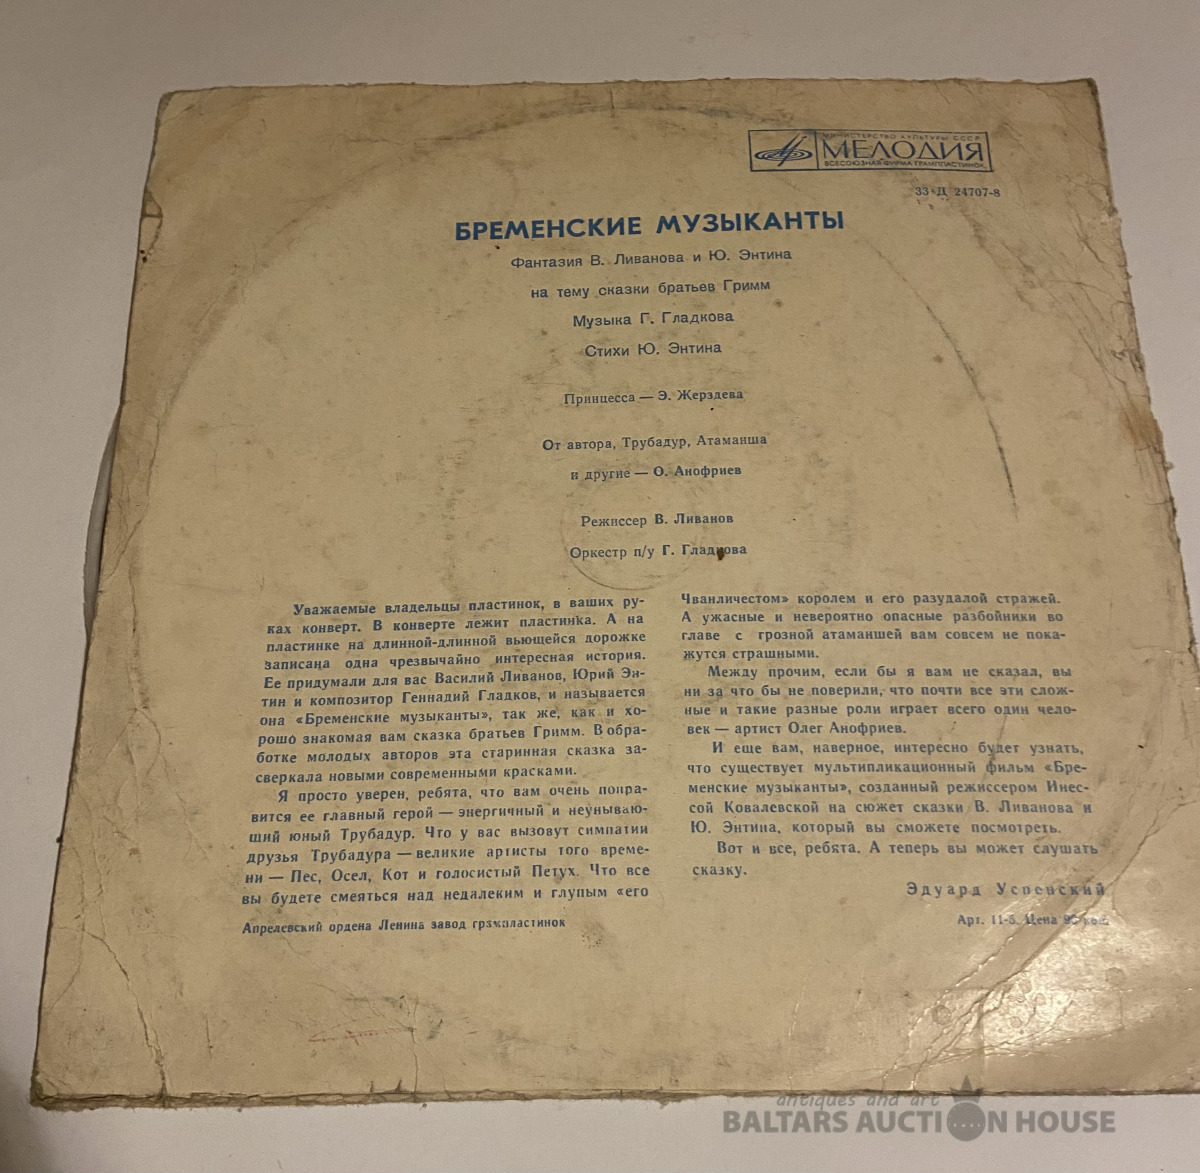 МИНИСТЕРСТВО КУЛЬТУРЫ СССР
МЕЛОДИЯ
ВСЕСОЮЗНАЯ ФИРМА ГРАМПЛАСТИНОК
33 Д 24707-8
БРЕМЕНСКИЕ МУЗЫКАНТЫ
Фантазия В. Ливанова и Ю. Энтина
на тему сказки братьев Гримм
Музыка Г. Гладкова
Стихи Ю. Энтина
Принцесса — Э. Жерздева
От автора, Трубадур, Атаманша
и другие — О. Анофриев
Режиссер В. Ливанов
Оркестр п/у Г. Гладкова
Уважаемые владельцы пластинок, в ваших ру-
ках конверт. В конверте лежит пластинка. А на
пластинке на длинной-длинной вьющейся дорожке
записана одна чрезвычайно интересная история.
Ее придумали для вас Василий Ливанов, Юрий Эн-
тин и композитор Геннадий Гладков, и называется
она «Бременские музыканты», так же, как и хо-
рошо знакомая вам сказка братьев Гримм. В обра-
ботке молодых авторов эта старинная сказка за-
сверкала новыми современными красками.
Я просто уверен, ребята, что вам очень понра-
вится ее главный герой — энергичный и неунываю-
щий юный Трубадур. Что у вас вызовут симпатии
друзья Трубадура — великие артисты того време-
ни — Пес, Осел, Кот и голосистый Петух. Что все
вы будете смеяться над недалеким и глупым «его
Апрелевский ордена Ленина завод грампластинок
Чванличестом» королем и его разудалой стражей.
А ужасные и невероятно опасные разбойники во
главе с грозной атаманшей вам совсем не пока-
жутся страшными.
Между прочим, если бы я вам не сказал, вы
ни за что бы не поверили, что почти все эти слож-
ные и такие разные роли играет всего один чело-
век — артист Олег Анофриев.
И еще вам, наверное, интересно будет узнать,
что существует мультипликационный фильм «Бре-
менские музыканты», созданный режиссером Инес-
сой Ковалевской на сюжет сказки В. Ливанова и
Ю. Энтина, который вы сможете посмотреть.
Вот и все, ребята. А теперь вы может слушать
сказку.
Эдуард Успенский
Арт. 11-6. Цена 90 коп.
antiques and art
BALTARS AUCTION HOUSE